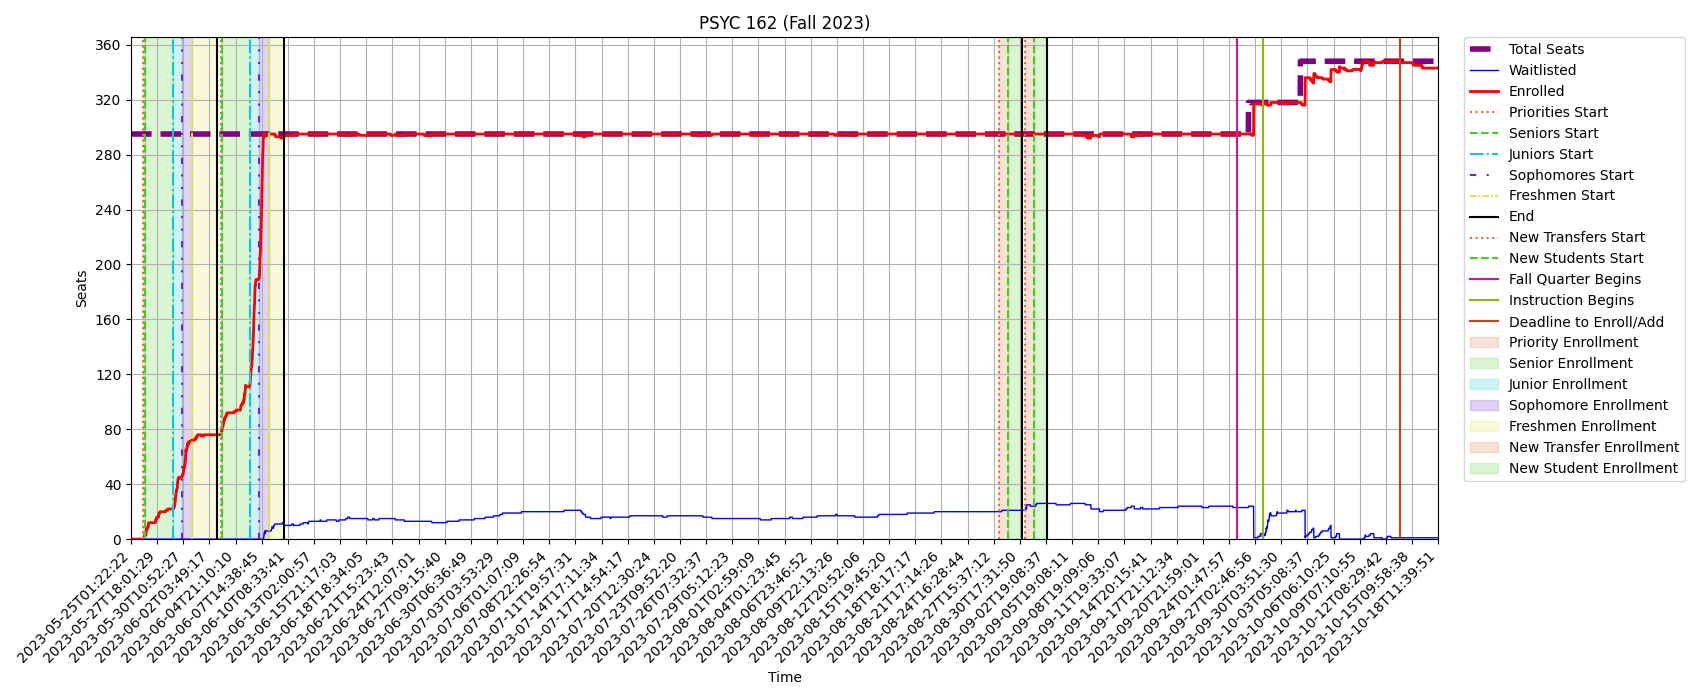 PSYC 162 (Fall 2023)
Seats
360
320
280
240
200
160
120
80
40
0
2023-05-25T01:22:22
2023-05-27T18:01:29
2023-05-30T10:52:27
2023-06-02T03:49:17
2023-06-04T21:10:16
2023-06-07T14:38:45
2023-06-10T08:33:41
2023-06-13T02:00:57
2023-06-15T21:17:03
2023-06-18T18:34:05
2023-06-21T15:23:43
2023-06-24T12:07:01
2023-06-27T09:15:40
2023-06-30T06:36:49
2023-07-03T03:53:29
2023-07-06T01:07:09
2023-07-08T22:26:54
2023-07-11T19:57:31
2023-07-14T17:11:34
2023-07-17T14:54:17
2023-07-20T12:30:24
2023-07-23T09:52:20
2023-07-26T07:32:37
2023-07-29T05:12:23
2023-08-01T02:59:09
2023-08-04T01:23:45
2023-08-06T23:46:52
2023-08-09T22:13:26
2023-08-12T20:52:06
2023-08-15T19:45:20
2023-08-18T18:17:17
2023-08-21T17:14:26
2023-08-24T16:28:44
2023-08-27T15:37:12
2023-08-30T17:31:50
2023-09-02T19:08:37
2023-09-05T19:08:11
2023-09-08T19:09:06
2023-09-11T19:33:07
2023-09-14T20:15:41
2023-09-17T21:12:34
2023-09-20T21:59:01
2023-09-24T01:47:57
2023-09-27T02:46:56
2023-09-30T03:51:30
2023-10-03T05:08:37
2023-10-06T06:10:25
2023-10-09T07:10:55
2023-10-12T08:29:42
2023-10-15T09:58:38
2023-10-18T11:39:51
Time
Total Seats
Waitlisted
Enrolled
Priorities Start
Seniors Start
Juniors Start
Sophomores Start
Freshmen Start
End
New Transfers Start
New Students Start
Fall Quarter Begins
Instruction Begins
Deadline to Enroll/Add
Priority Enrollment
Senior Enrollment
Junior Enrollment
Sophomore Enrollment
Freshmen Enrollment
New Transfer Enrollment
New Student Enrollment